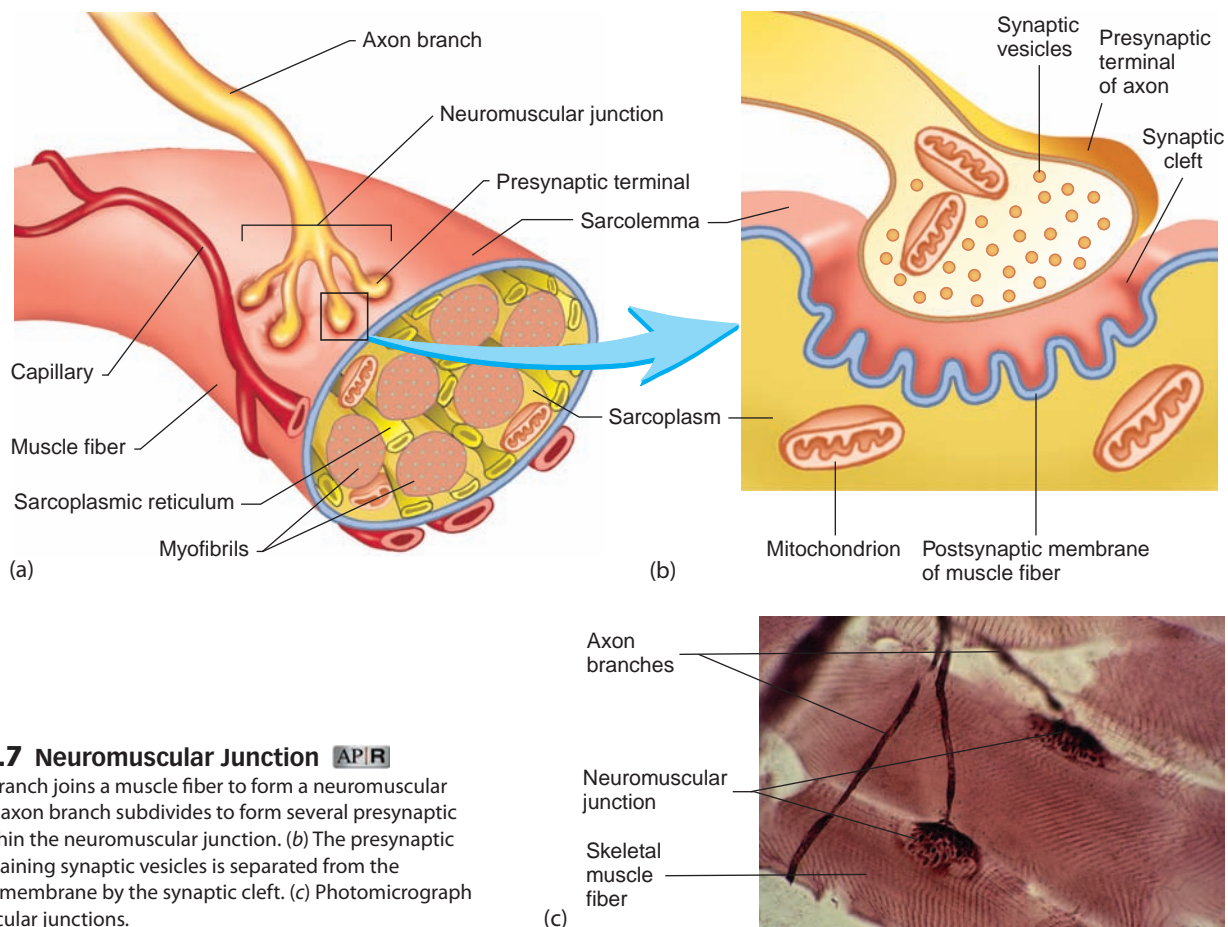 Axon branch
Neuromuscular junction
Presynaptic terminal
Sarcolemma
Capillary
Muscle fiber
Sarcoplasmic reticulum
Myofibrils
Sarcoplasm
(a)
Synaptic
vesicles
Presynaptic
terminal
of axon
Synaptic
cleft
Mitochondrion
Postsynaptic membrane
of muscle fiber
(b)
Axon
branches
Neuromuscular
junction
Skeletal
muscle
fiber
(c)
.7 Neuromuscular Junction AP|R
ranch joins a muscle fiber to form a neuromuscular
axon branch subdivides to form several presynaptic
hin the neuromuscular junction. (b) The presynaptic
aining synaptic vesicles is separated from the
membrane by the synaptic cleft. (c) Photomicrograph
cular junctions.